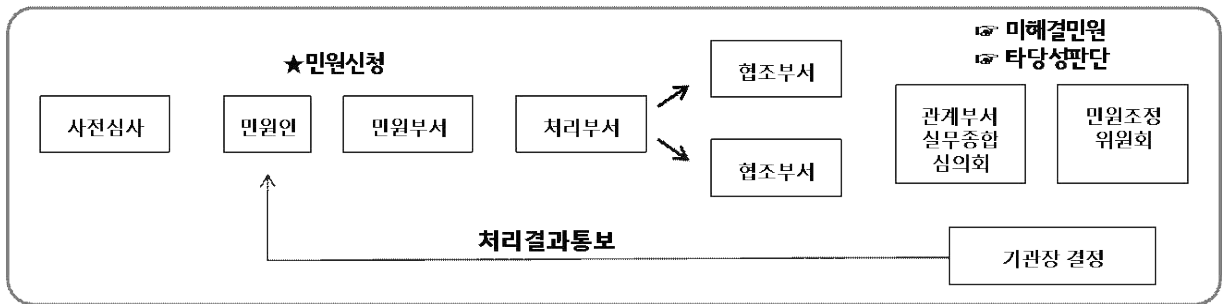 ☞ 미해결민원
☞ 타당성판단
★민원신청
사전심사
민원인
민원부서
처리부서
협조부서
협조부서
관계부서
실무종합
심의회
민원조정
위원회
처리결과통보
기관장 결정